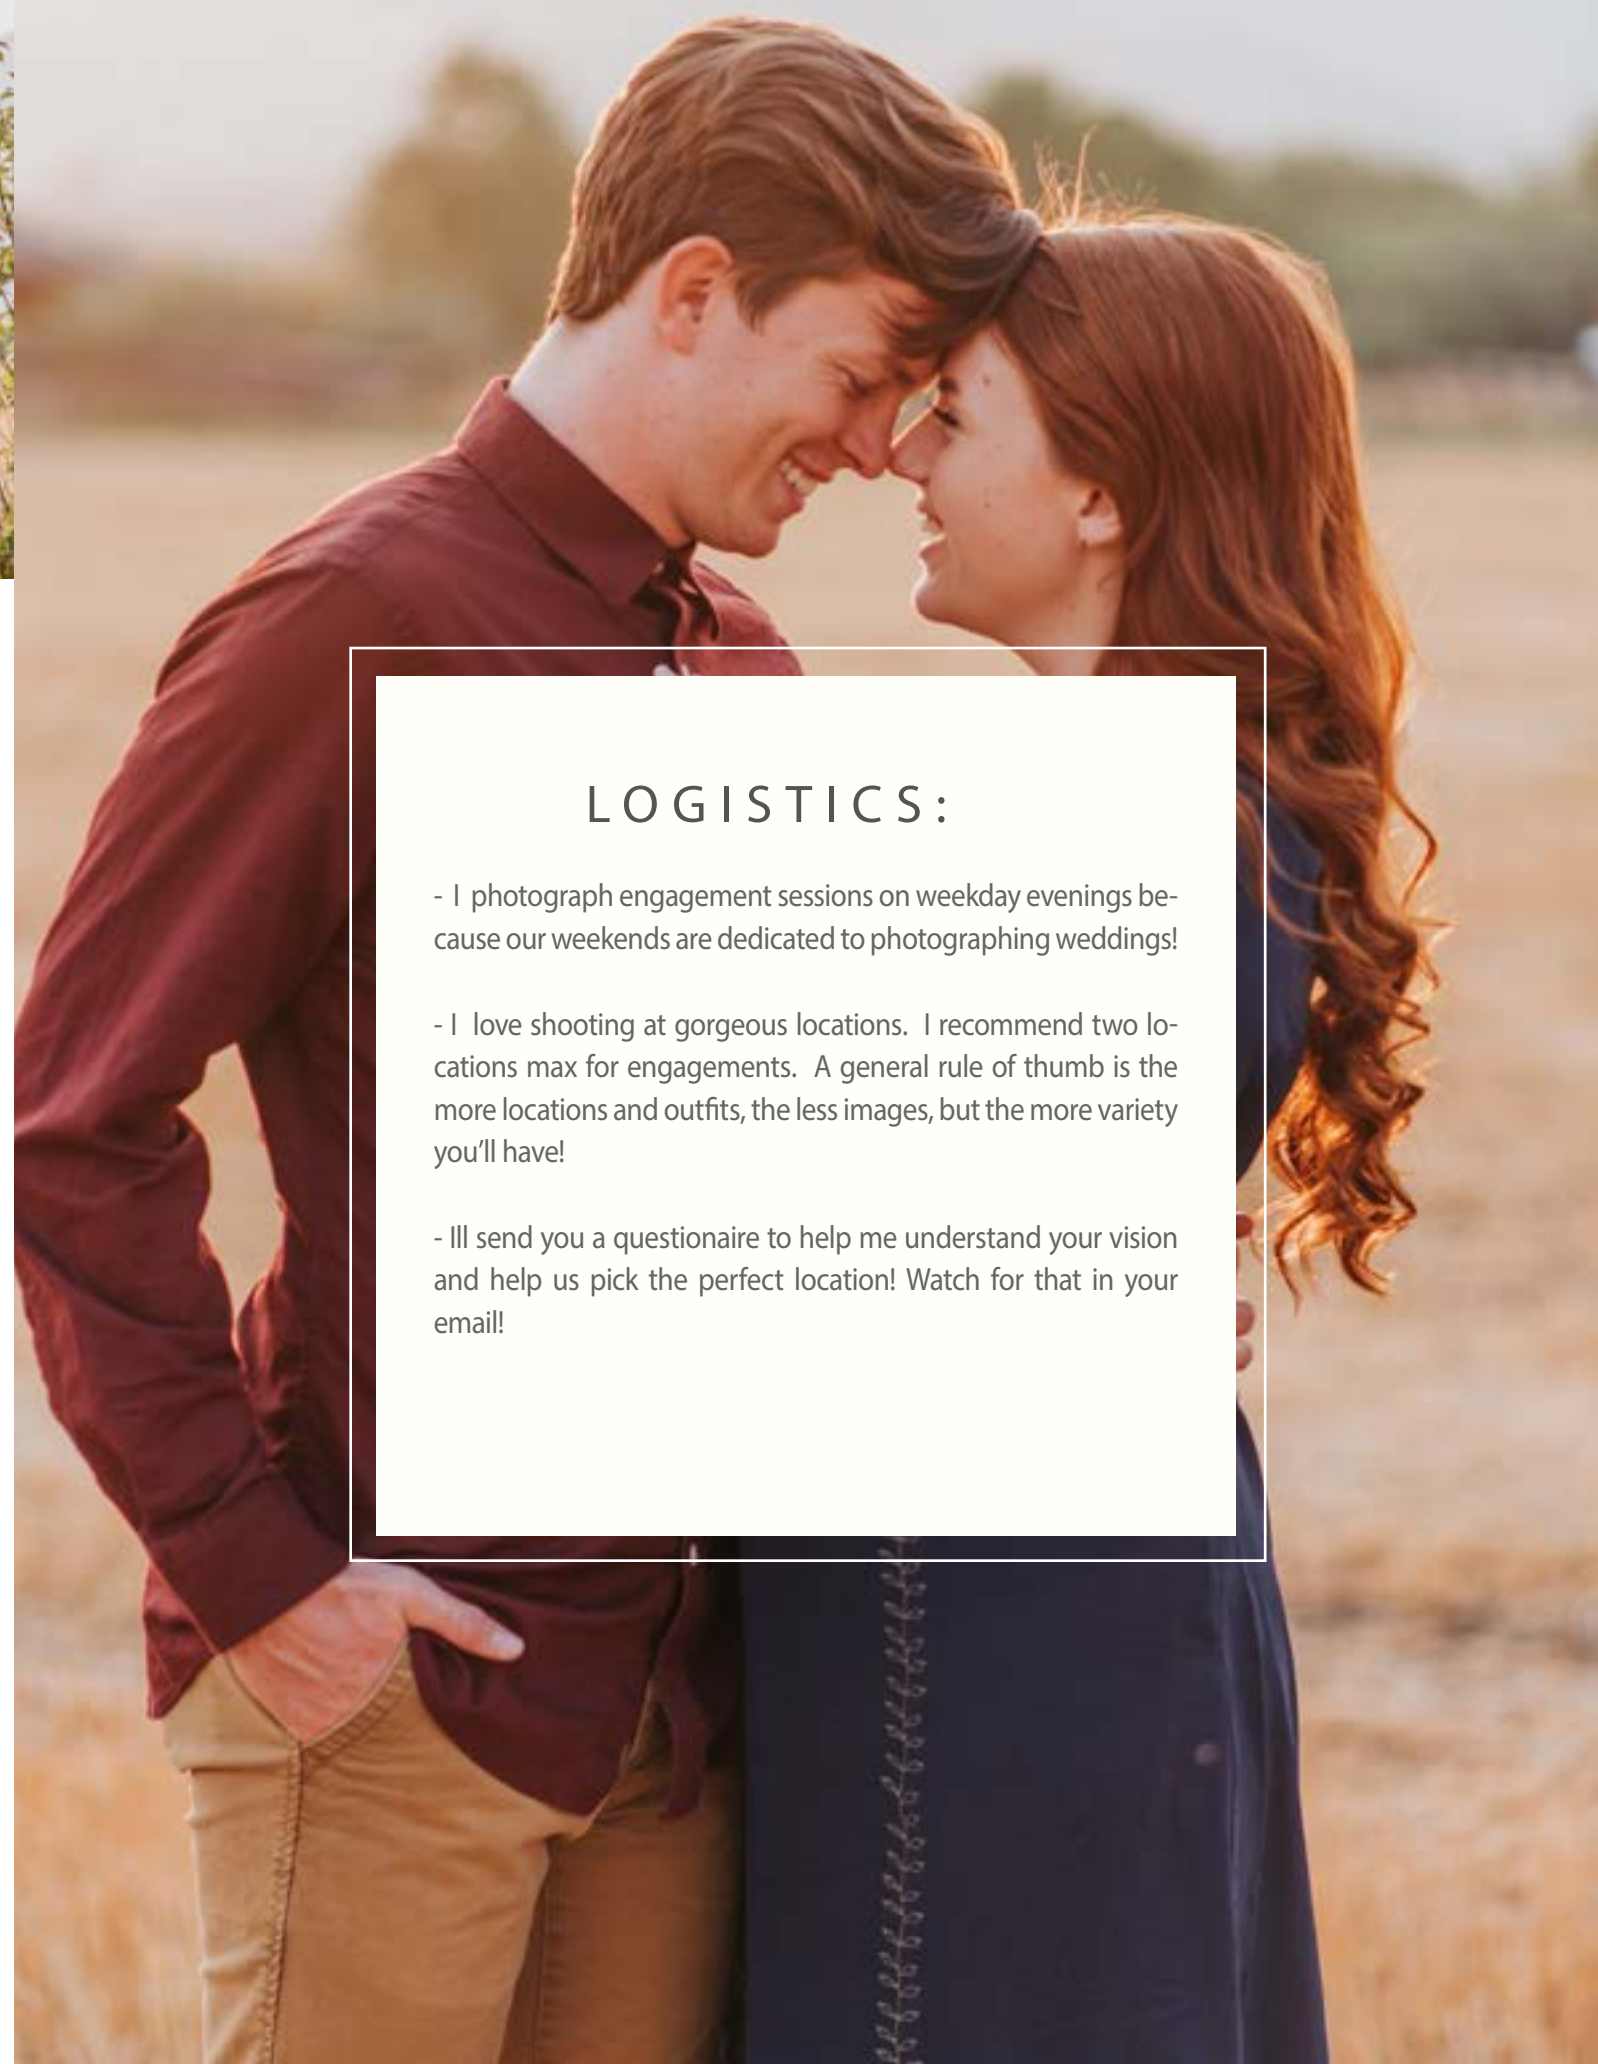 LOGISTICS:
- I photograph engagement sessions on weekday evenings be-
cause our weekends are dedicated to photographing weddings!
- I love shooting at gorgeous locations. I recommend two lo-
cations max for engagements. A general rule of thumb is the
more locations and outfits, the less images, but the more variety
you'll have!
- Ill send you a questionaire to help me understand your vision
and help us pick the perfect location! Watch for that in your
email!